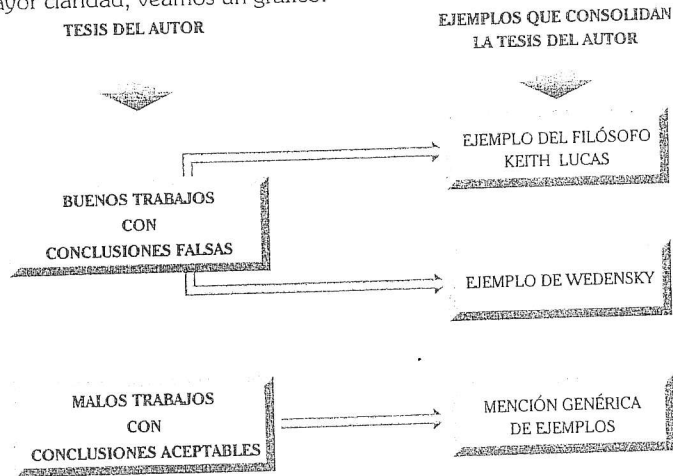 ayor claridad, veamos un gráfico:
TESIS DEL AUTOR
EJEMPLOS QUE CONSOLIDAN
LA TESIS DEL AUTOR
BUENOS TRABAJOS
CON
CONCLUSIONES FALSAS
EJEMPLO DEL FILÓSOFO
KEITH LUCAS
EJEMPLO DE WEDENSKY
MALOS TRABAJOS
CON
CONCLUSIONES ACEPTABLES
MENCIÓN GENÉRICA
DE EJEMPLOS